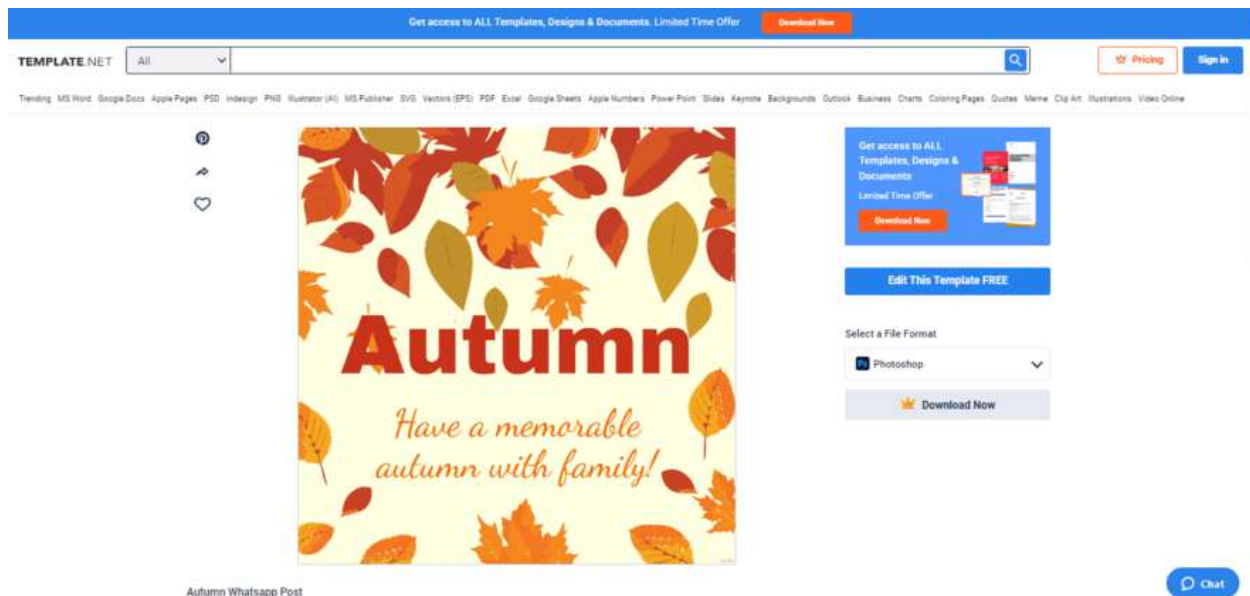 Get access to ALL Templates, Designs & Documents. Limited Time Offer
Download Now
TEMPLATE.NET
All
Pricing
Sign in
Trending MS Word Google Docs Apple Pages PSD Indesign PNG Illustrator (AI) MS Publisher SVG Vectors (EPS) PDF Excel Google Sheets Apple Numbers Power Point Slides Keynote Backgrounds Outlook Business Charts Coloring Pages Quotes Meme Clip Art Illustrations Video Online
Get access to ALL
Templates, Designs &
Documents
Limited Time Offer
Download Now
Edit This Template FREE
Select a File Format
Ps Photoshop
Download Now
Autumn
Have a memorable
autumn with family!
Autumn Whatsapp Post
Chat